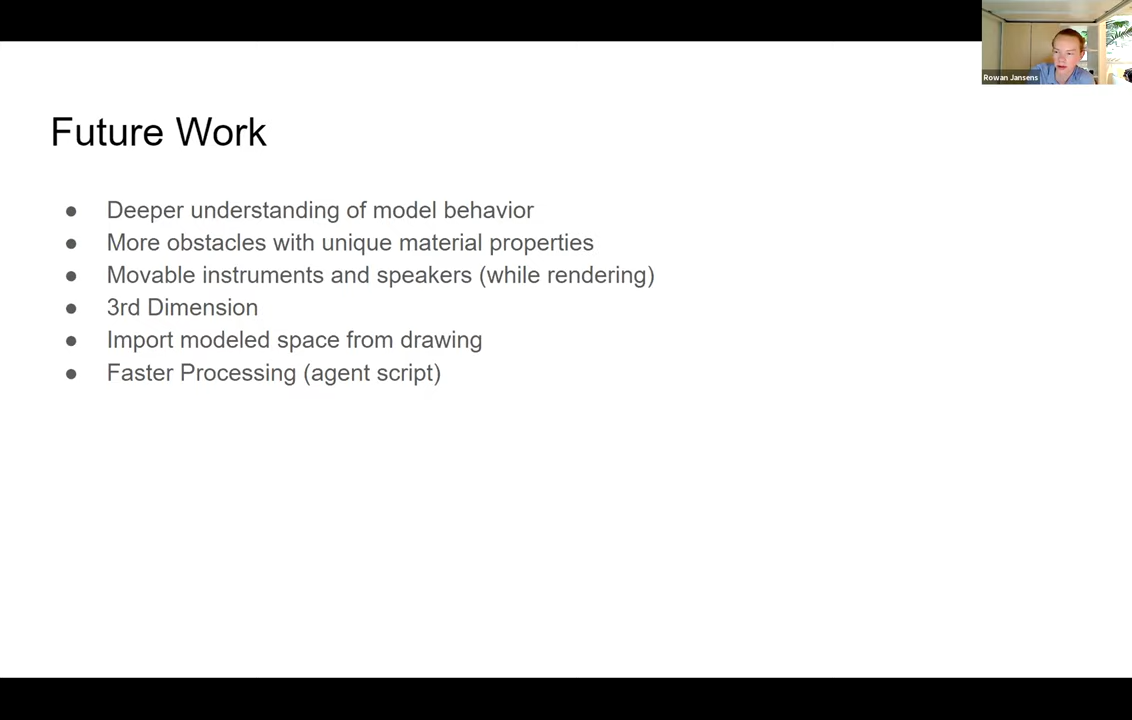 Rowan Jansens
Future Work
● Deeper understanding of model behavior
● More obstacles with unique material properties
● Movable instruments and speakers (while rendering)
● 3rd Dimension
● Import modeled space from drawing
● Faster Processing (agent script)